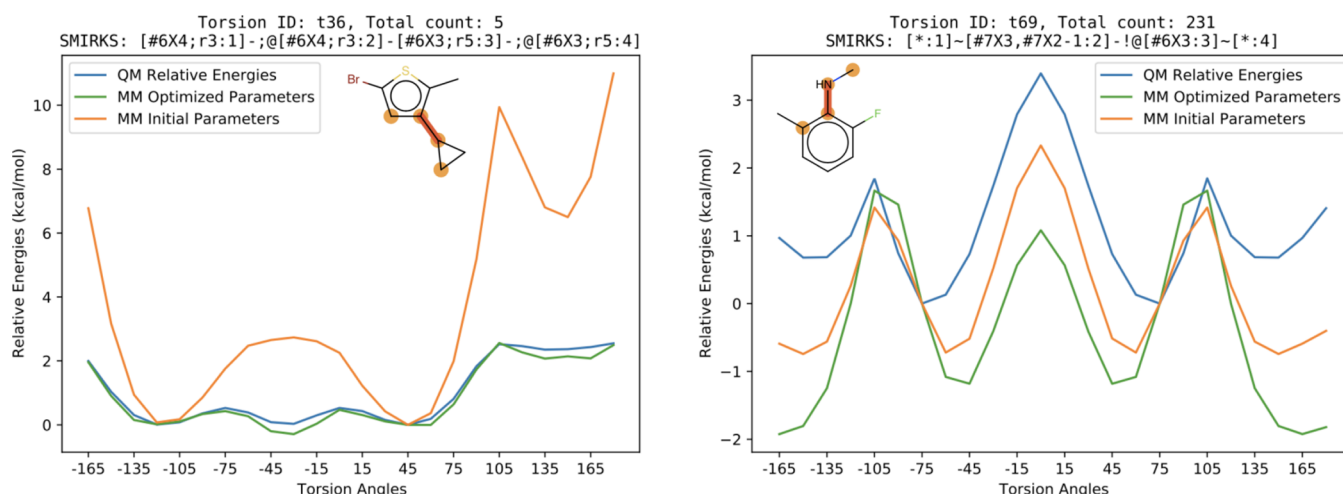 Torsion ID: t36, Total count: 5
SMIRKS: [#6X4;r3:1]-;@[#6X4;r3:2]-[#6X3;r5:3]-;@[#6X3;r5:4]
QM Relative Energies
MM Optimized Parameters
MM Initial Parameters
Br
S
Relative Energies (kcal/mol)
10
8
6
4
2
0
-165 -135 -105 -75 -45 -15 15 45 75 105 135 165
Torsion Angles
Torsion ID: t69, Total count: 231
SMIRKS: [*:1]~[#7X3,#7X2-1:2]-!@[#6X3:3]~[*:4]
HN
F
QM Relative Energies
MM Optimized Parameters
MM Initial Parameters
Relative Energies (kcal/mol)
3
2
1
0
−1
−2
-165 -135 -105 -75 -45 -15 15 45 75 105 135 165
Torsion Angles